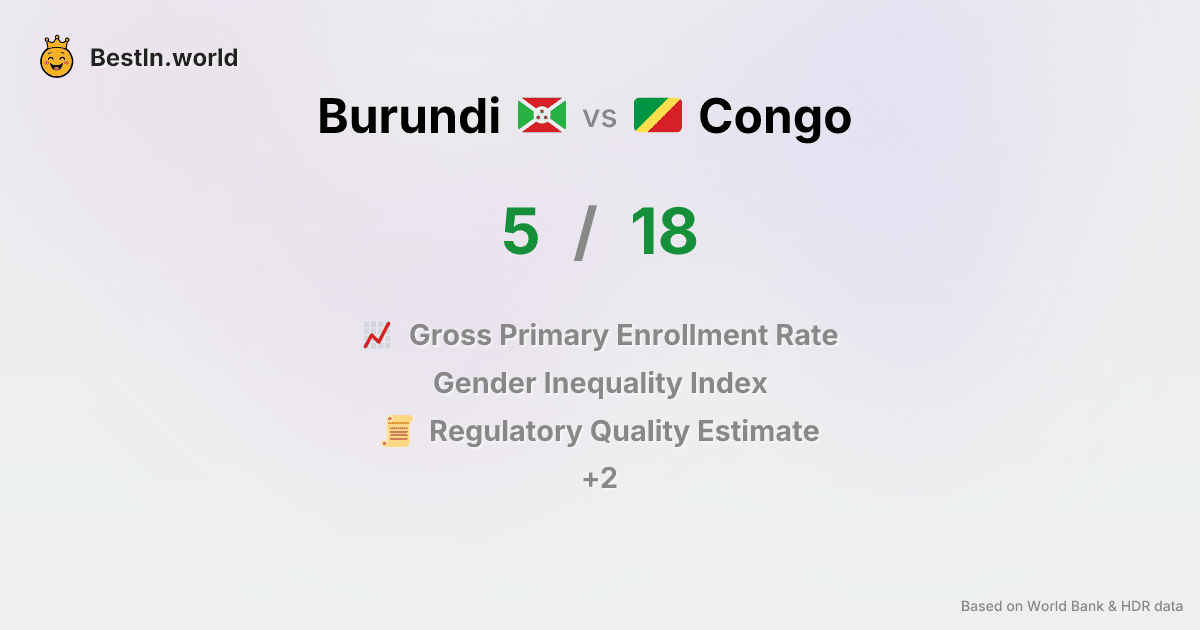 BestIn.world
Burundi vs Congo
5 / 18
Gross Primary Enrollment Rate
Gender Inequality Index
Regulatory Quality Estimate
+2
Based on World Bank & HDR data